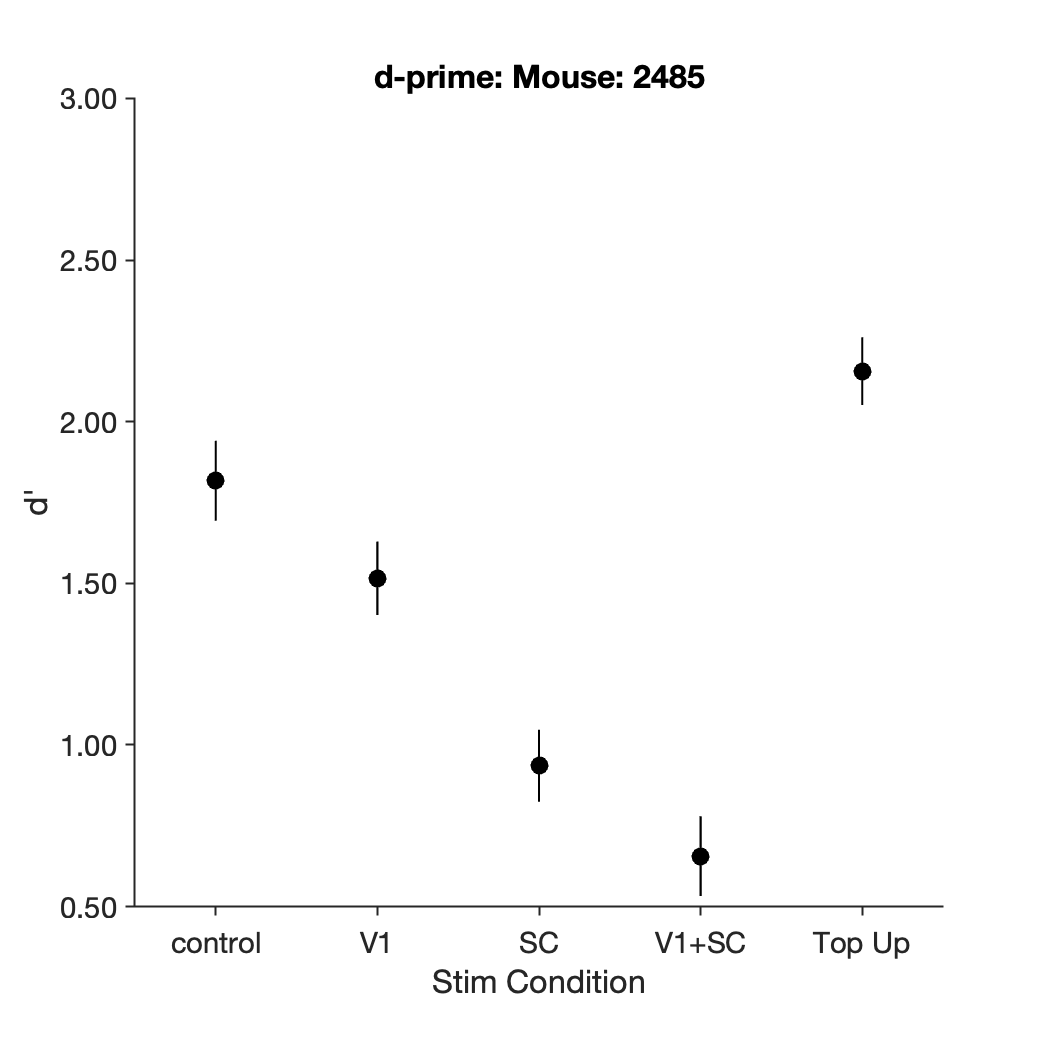 d-prime: Mouse: 2485
3.00
2.50
2.00
1.50
1.00
0.50
d'
control V1 SC V1+SC Top Up
Stim Condition